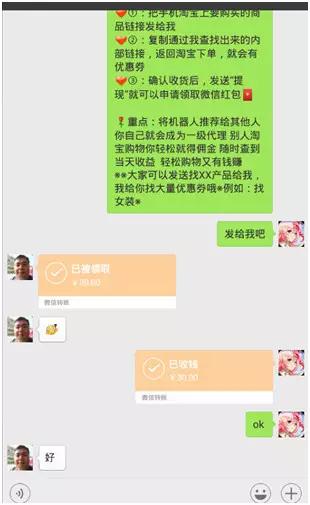 ❤①：把手机淘宝上要购买的商
品链接发给我
❤②：复制通过我查找出来的内
部链接，返回淘宝下单，就会有
优惠券
❤③：确认收货后，发送“提
现”就可以申请领取微信红包
🌹重点：将机器人推荐给其他人
你自己就会成为一级代理 别人淘
宝购物你轻松就得佣金 随时查到
当天收益 轻松购物又有钱赚
※※大家可以发送找XX产品给我，
我给你找大量优惠券哦※例如：找
女装※
发给我吧
已被领取
微信转账
已收钱
¥30.00
微信转账
ok
好